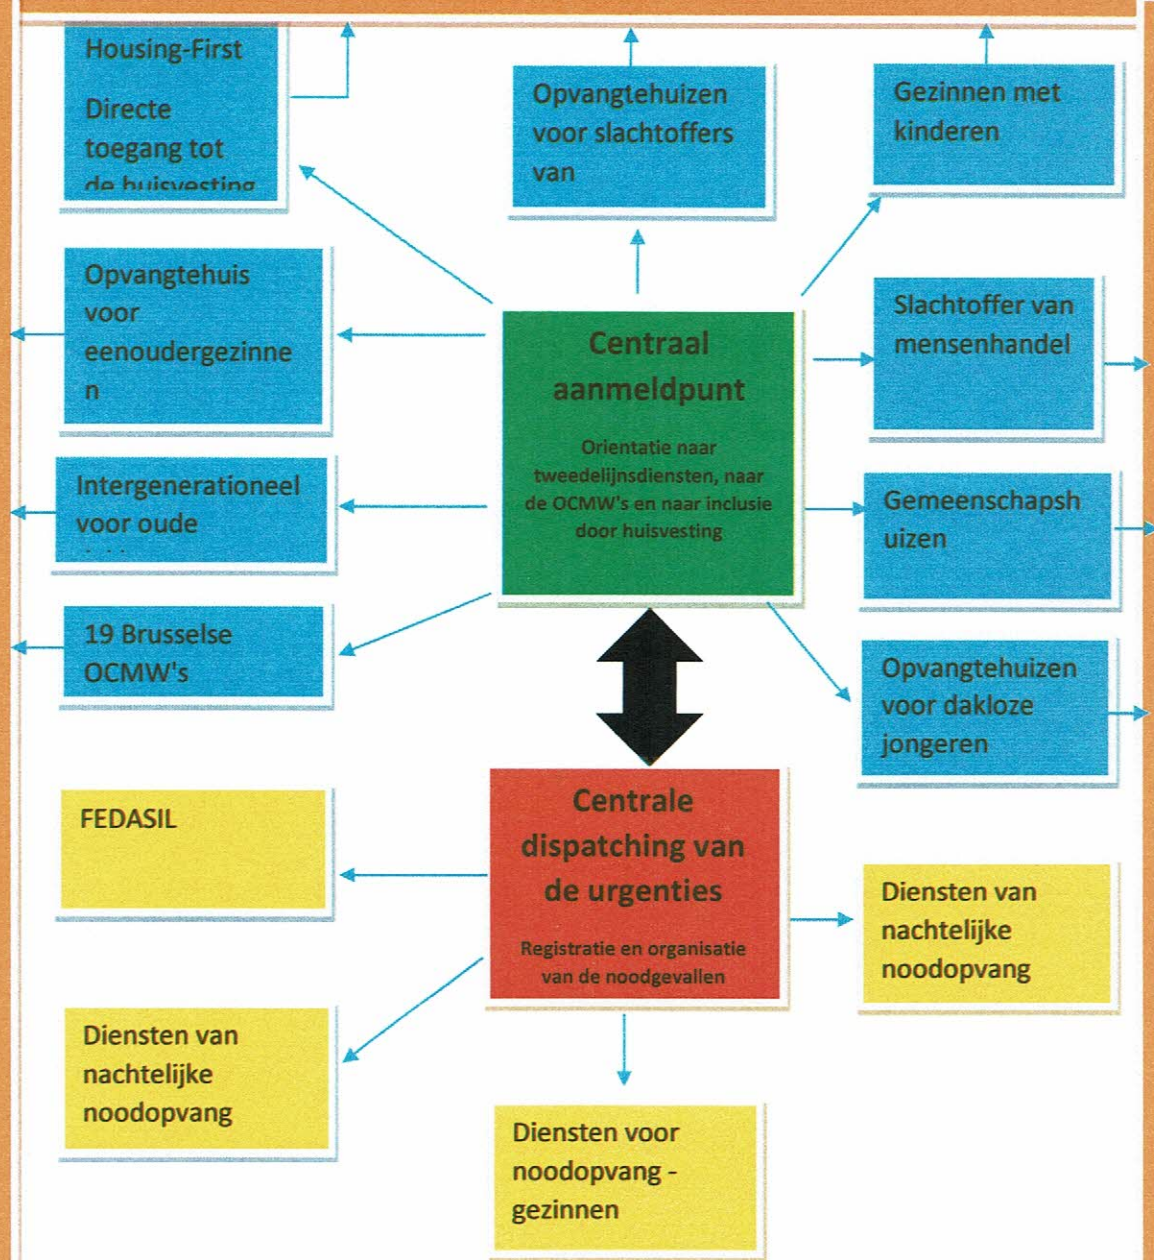 Housing-First
Directe
toegang tot
de huisvesting
Opvangtehuizen
voor slachtoffers
van
Gezinnen met
kinderen
Opvangtehuis
voor
eenoudergezinne
n
Centraal
aanmeldpunt
Orientatie naar
tweedelijnsdiensten, naar
de OCMW's en naar inclusie
door huisvesting
Slachtoffer van
mensenhandel
Intergenerationeel
voor oude
Gemeenschapsh
uizen
19 Brusselse
OCMW's
Opvangtehuizen
voor dakloze
jongeren
FEDASIL
Centrale
dispatching van
de urgenties
Registratie en organisatie
van de noodgevallen
Diensten van
nachtelijke
noodopvang
Diensten van
nachtelijke
noodopvang
Diensten voor
noodopvang -
gezinnen